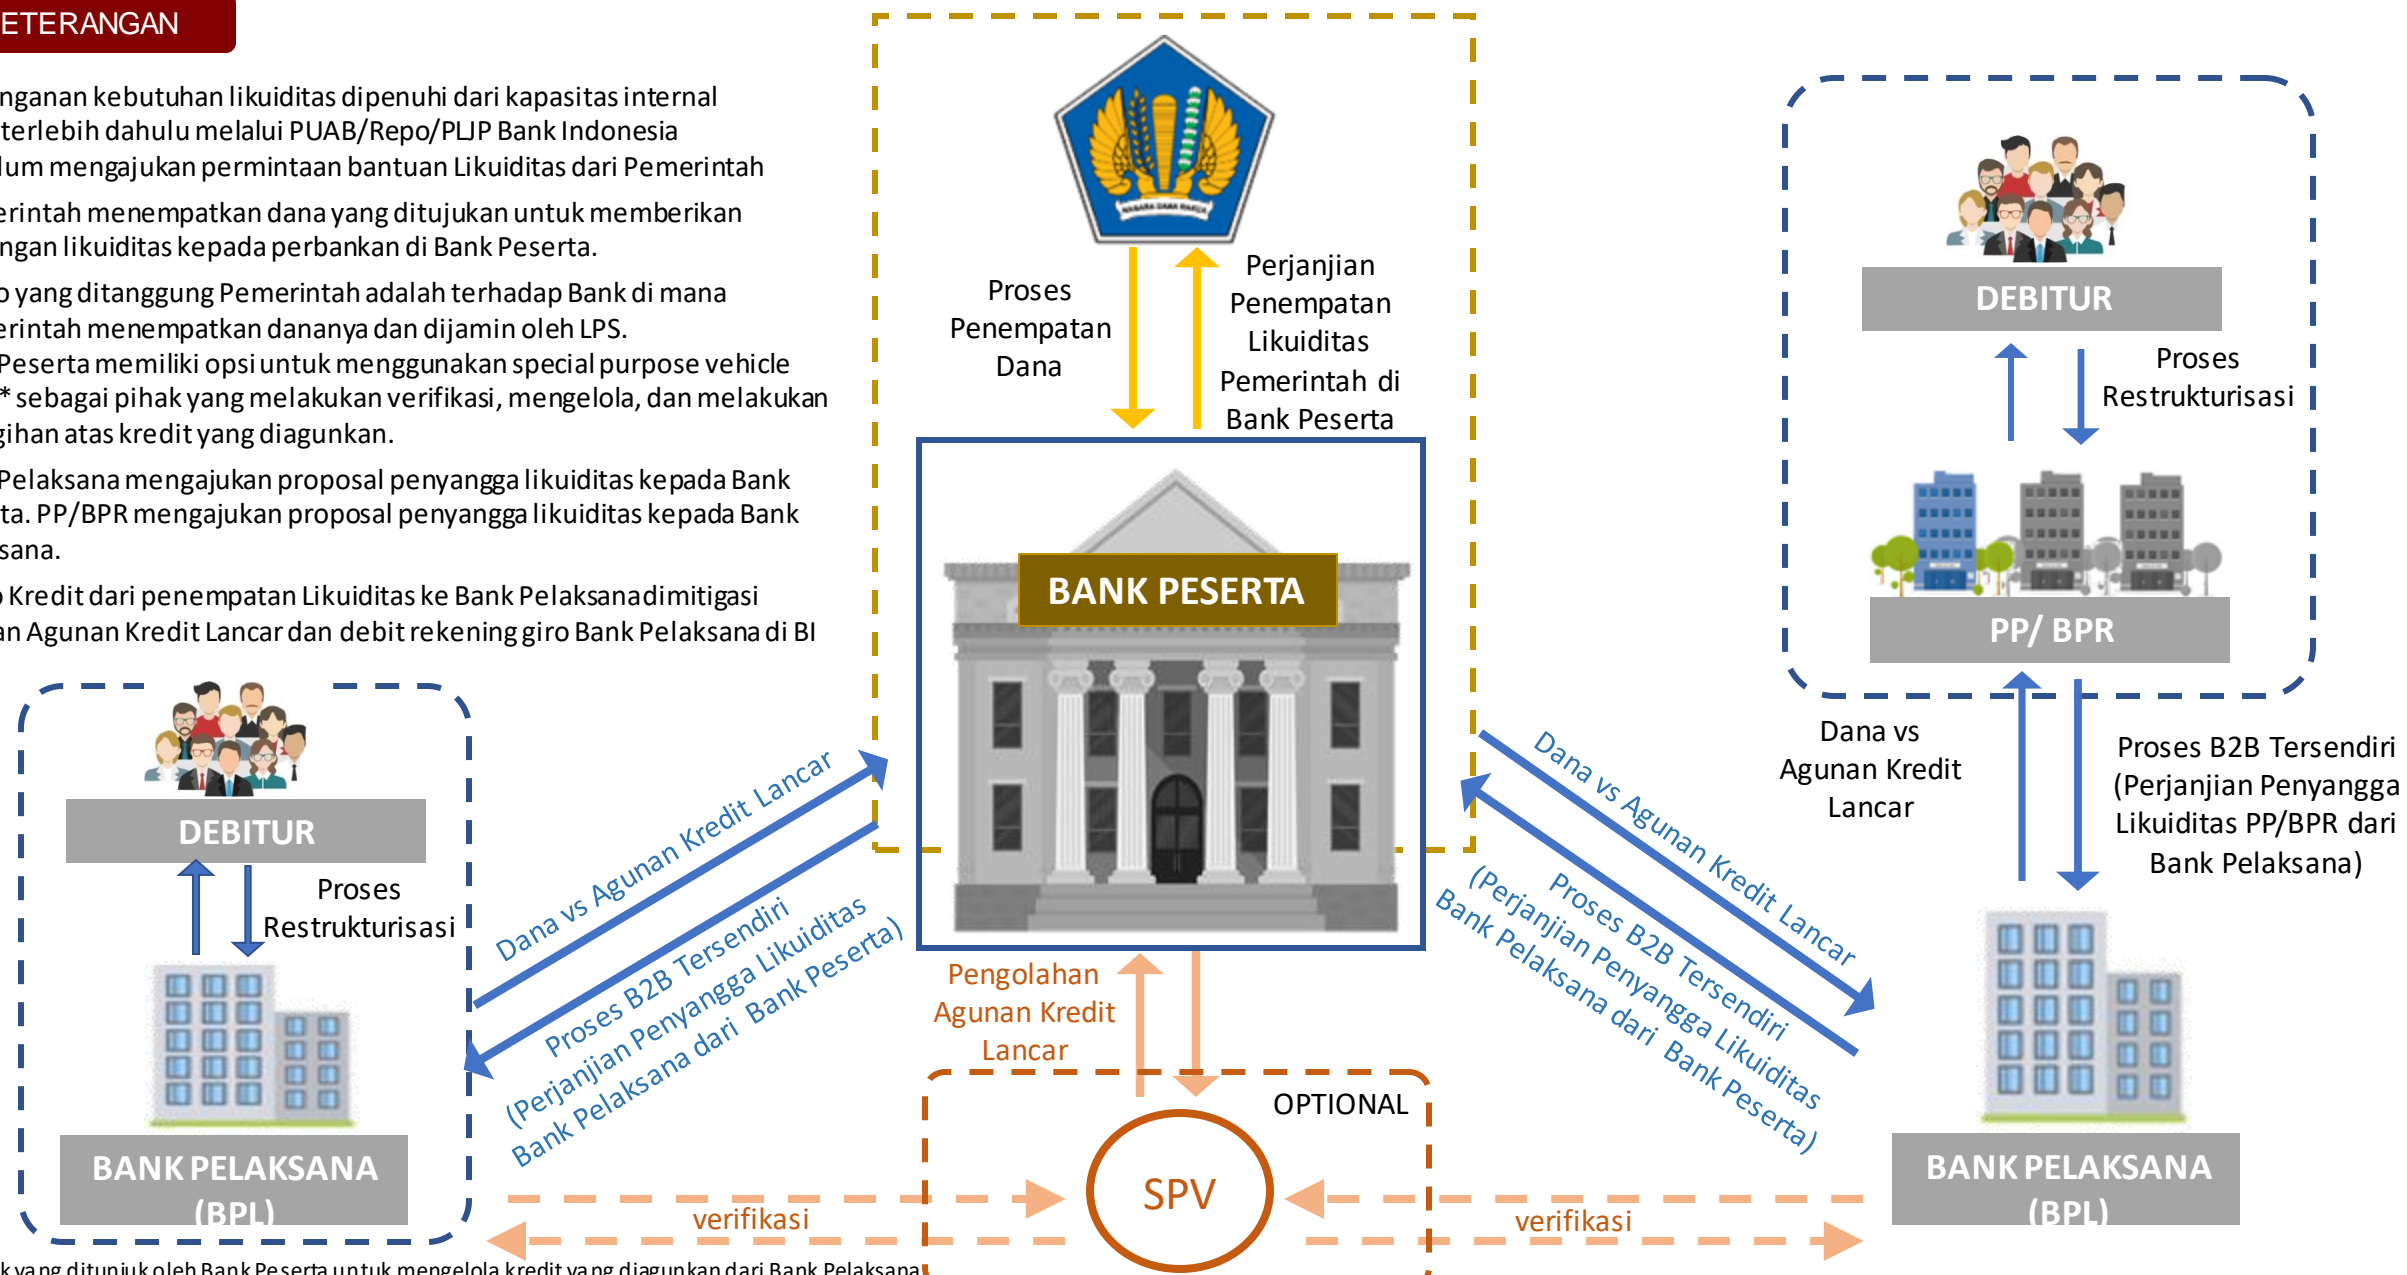 ETERANGAN
nganan kebutuhan likuiditas dipenuhi dari kapasitas internal
terlebih dahulu melalui PUAB/Repo/PLJP Bank Indonesia
lum mengajukan permintaan bantuan Likuiditas dari Pemerintah
erintah menempatkan dana yang ditujukan untuk memberikan
ngan likuiditas kepada perbankan di Bank Peserta.
o yang ditanggung Pemerintah adalah terhadap Bank di mana
erintah menempatkan dananya dan dijamin oleh LPS.
Peserta memiliki opsi untuk menggunakan special purpose vehicle
* sebagai pihak yang melakukan verifikasi, mengelola, dan melakukan
gihan atas kredit yang diagunkan.
Pelaksana mengajukan proposal penyangga likuiditas kepada Bank
ta. PP/BPR mengajukan proposal penyangga likuiditas kepada Bank
sana.
o Kredit dari penempatan Likuiditas ke Bank Pelaksanadimitigasi
an Agunan Kredit Lancar dan debit rekening giro Bank Pelaksana di BI
NAGARA DANA RAKCA
Proses
Penempatan
Dana
Perjanjian
Penempatan
Likuiditas
Pemerintah di
Bank Peserta
BANK PESERTA
DEBITUR
Proses
Restrukturisasi
PP/ BPR
Dana vs
Agunan Kredit
Lancar
Proses B2B Tersendiri
(Perjanjian Penyangga
Likuiditas PP/BPR dari
Bank Pelaksana)
BANK PELAKSANA
(BPL)
DEBITUR
Proses
Restrukturisasi
BANK PELAKSANA
(BPL)
Dana vs Agunan Kredit Lancar
Proses B2B Tersendiri
(Perjanjian Penyangga Likuiditas
Bank Pelaksana dari Bank Peserta)
Dana vs Agunan Kredit Lancar
Proses B2B Tersendiri
(Perjanjian Penyangga Likuiditas
Bank Pelaksana dari Bank Peserta)
Pengolahan
Agunan Kredit
Lancar
OPTIONAL
SPV
verifikasi
verifikasi
k yang ditunjuk oleh Bank Peserta untuk mengelola kredit yang diagunkan dari Bank Pelaksana